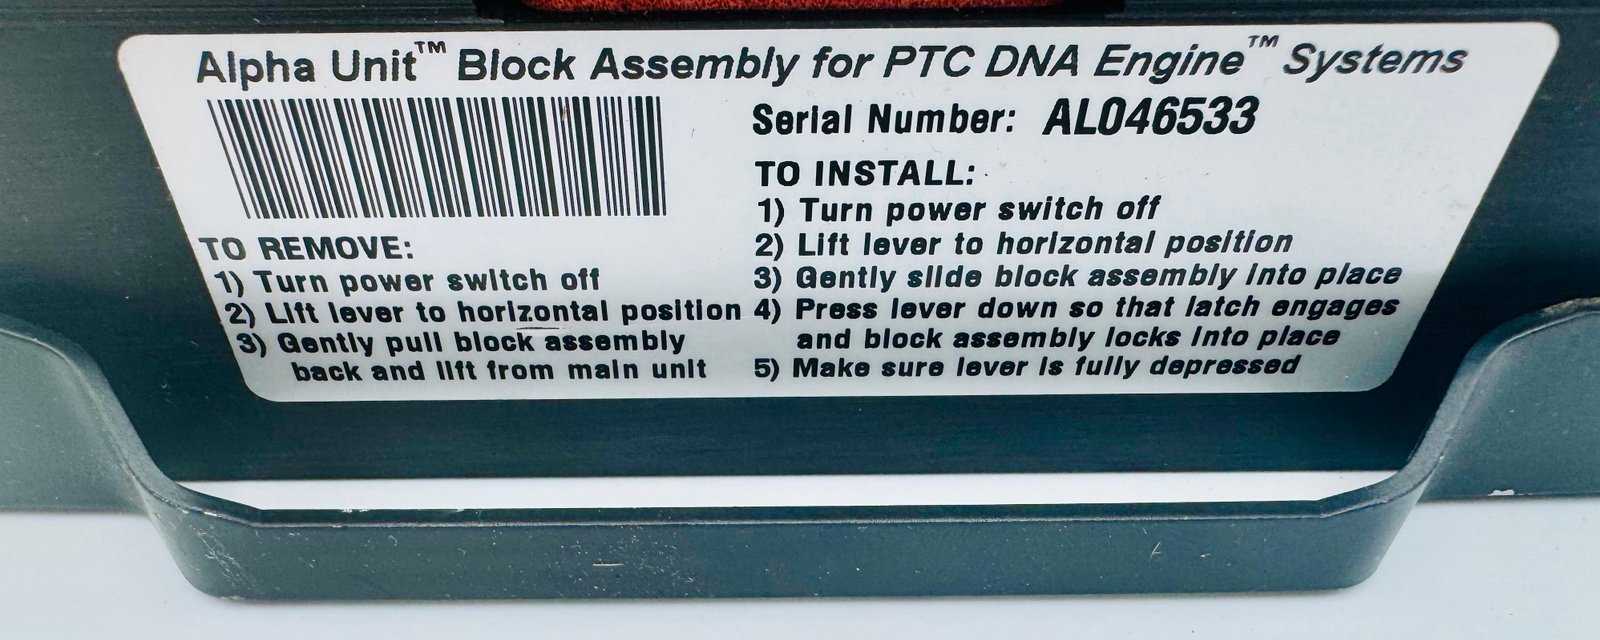 Alpha Unit™ Block Assembly for PTC DNA Engine™ Systems
Serial Number: AL046533
TO REMOVE:
1) Turn power switch off
2) Lift lever to horizontal position
3) Gently pull block assembly
back and lift from main unit
TO INSTALL:
1) Turn power switch off
2) Lift lever to horizontal position
3) Gently slide block assembly into place
4) Press lever down so that latch engages
and block assembly locks into place
5) Make sure lever is fully depressed